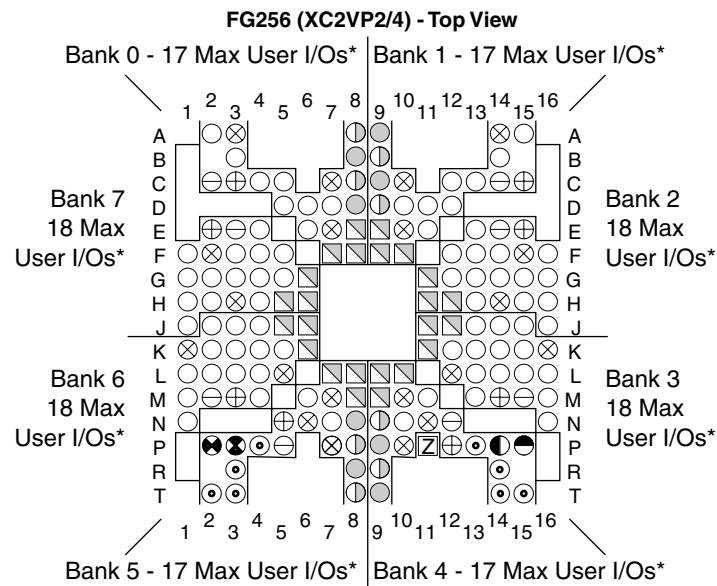 FG256 (XC2VP2/4) - Top View
Bank 0 - 17 Max User I/Os* Bank 1 - 17 Max User I/Os*
1 2 3 4 5 6 7 8 9 10 11 12 13 14 15 16
A A
B B
C C
D D
E E
F F
G G
H H
J J
K K
L L
M M
N N
P Z P
R R
T T
Bank 7
18 Max
User I/Os*
Bank 2
18 Max
User I/Os*
Bank 6
18 Max
User I/Os*
Bank 3
18 Max
User I/Os*
1 2 3 4 5 6 7 8 9 10 11 12 13 14 15 16
Bank 5 - 17 Max User I/Os* Bank 4 - 17 Max User I/Os*